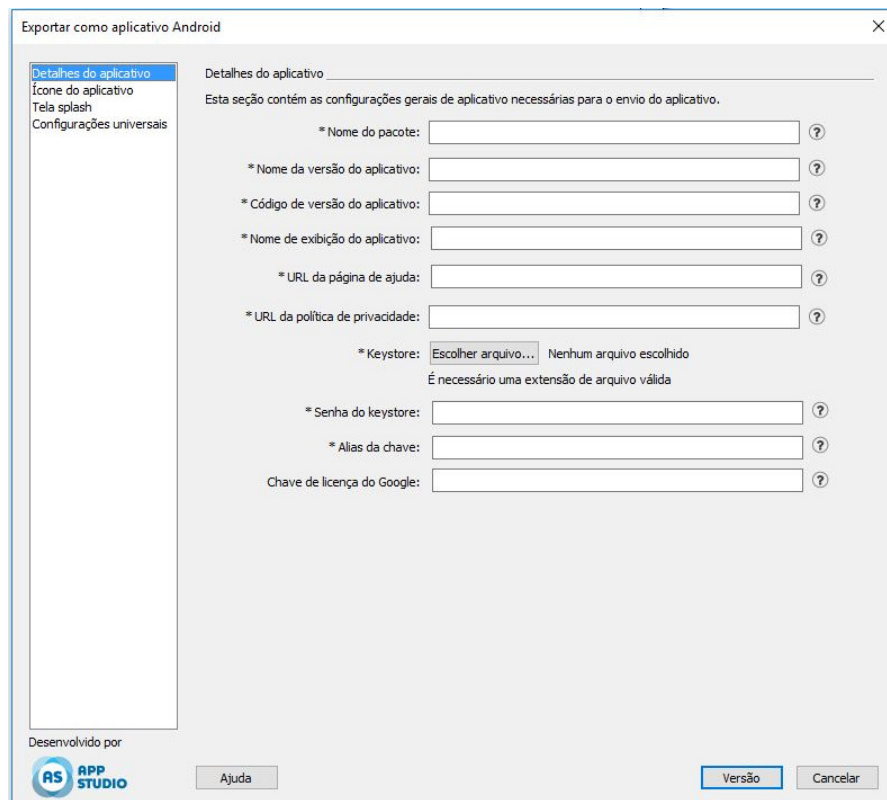 Exportar como aplicativo Android
Detalhes do aplicativo
Ícone do aplicativo
Tela splash
Configurações universais
Detalhes do aplicativo
Esta seção contém as configurações gerais de aplicativo necessárias para o envio do aplicativo.
* Nome do pacote:
* Nome da versão do aplicativo:
* Código de versão do aplicativo:
* Nome de exibição do aplicativo:
* URL da página de ajuda:
* URL da política de privacidade:
* Keystore: Escolher arquivo... Nenhum arquivo escolhido
É necessário uma extensão de arquivo válida
* Senha do keystore:
* Alias da chave:
Chave de licença do Google:
Desenvolvido por
AS APP STUDIO
Ajuda Versão Cancelar